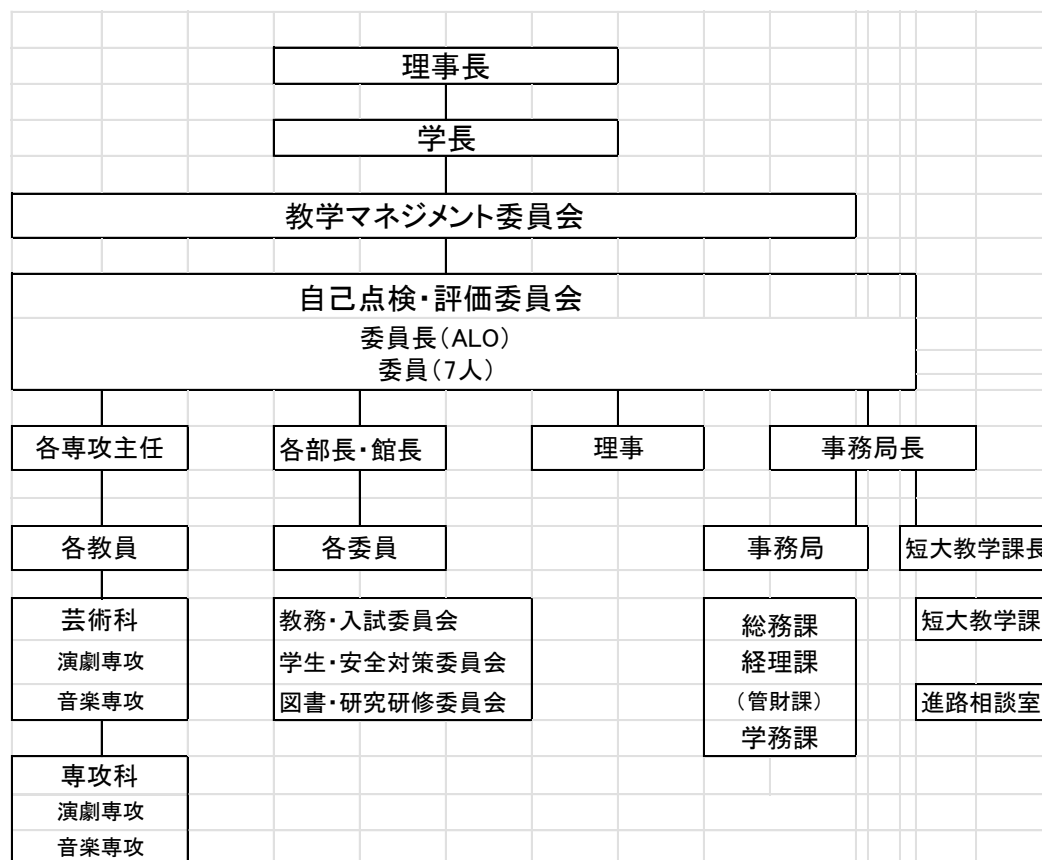 理事長
学長
教学マネジメント委員会
自己点検・評価委員会
委員長(ALO)
委員(7人)
各専攻主任
各部長・館長
理事
事務局長
各教員
各委員
事務局
短大教学課長
芸術科
演劇専攻
音楽専攻
教務・入試委員会
学生・安全対策委員会
図書・研究研修委員会
総務課
経理課
(管財課)
学務課
短大教学課
進路相談室
専攻科
演劇専攻
音楽専攻